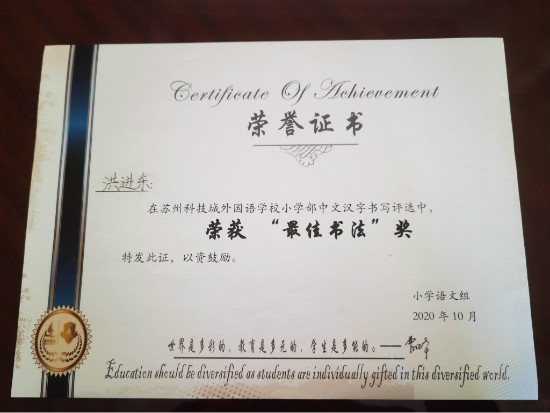 Certificate Of Achievement
荣誉证书
洪进东:
在苏州科技城外国语学校小学部中文汉字书写评选中,
荣获 “最佳书法”奖
特发此证，以资鼓励。
小学语文组
2020 年 10 月
世界是多彩的、教育是多元的、学生是多能的。——
Education should be diversified as students are individually gifted in this diversified world.